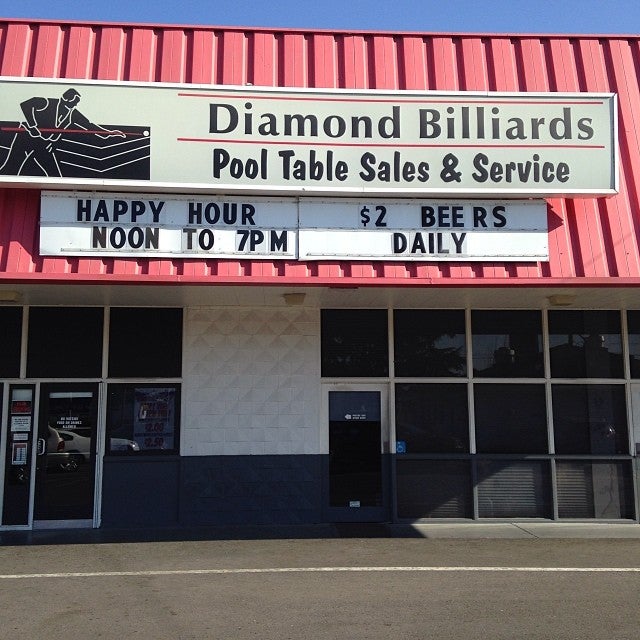 Diamond Billiards
Pool Table Sales & Service
HAPPY HOUR
NOON TO 7PM
$2 BEERS
DAILY